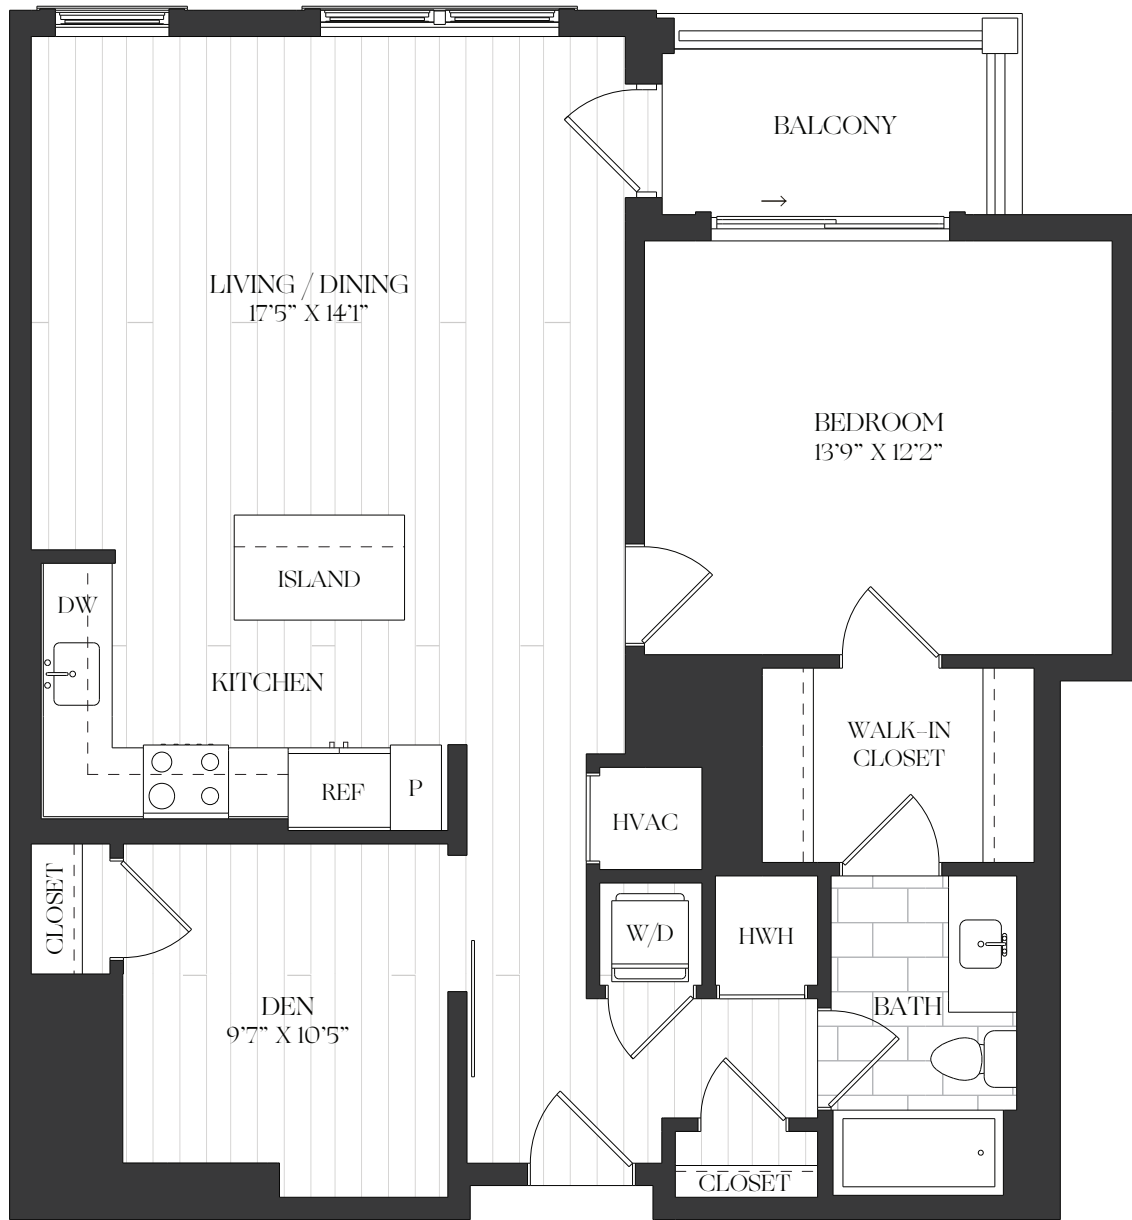 BALCONY
LIVING / DINING
17'5" X 14'1"
BEDROOM
13'9" X 12'2"
ISLAND
DW
KITCHEN
WALK-IN
CLOSET
REF
P
HVAC
CLOSET
W/D
HWH
DEN
9'7" X 10'5"
BATH
CLOSET